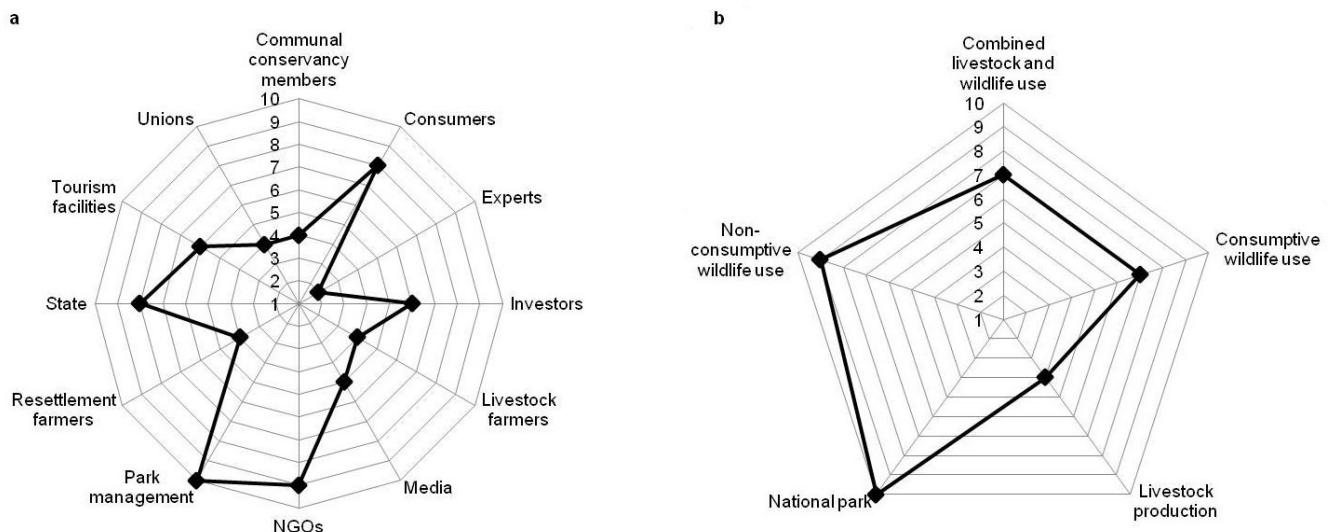 a
Communal
conservancy
members
10
9
8
7
6
5
4
3
2
1
Consumers
Experts
Investors
Livestock
farmers
Media
NGOs
Park
management
Resettlement
farmers
State
Tourism
facilities
Unions
b
Combined
livestock and
wildlife use
10
9
8
7
6
5
4
3
2
1
Consumptive
wildlife use
Livestock
production
National park
Non-
consumptive
wildlife use